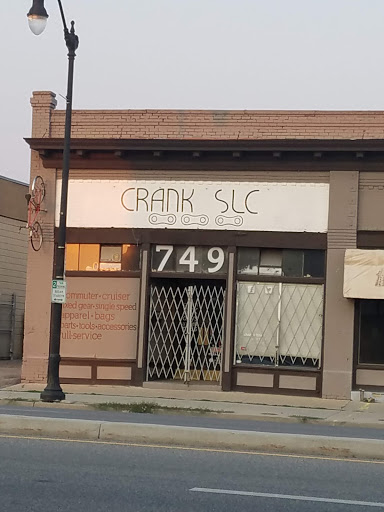 CRANK SLC
749
commuter • cruiser
fixed gear • single speed
apparel • bags
parts • tools • accessories
full-service